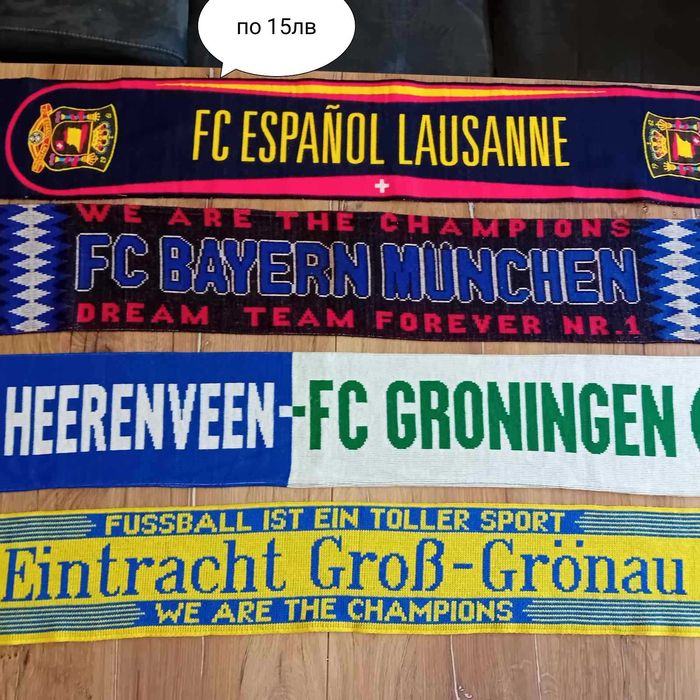 по 15лв
FC ESPAÑOL LAUSANNE
WE ARE THE CHAMPIONS
FC BAYERN MÜNCHEN
DREAM TEAM FOREVER NR.1
HEERENVEEN-FC GRONINGEN
FUSSBALL IST EIN TOLLER SPORT
Eintracht Groß-Grönau
WE ARE THE CHAMPIONS